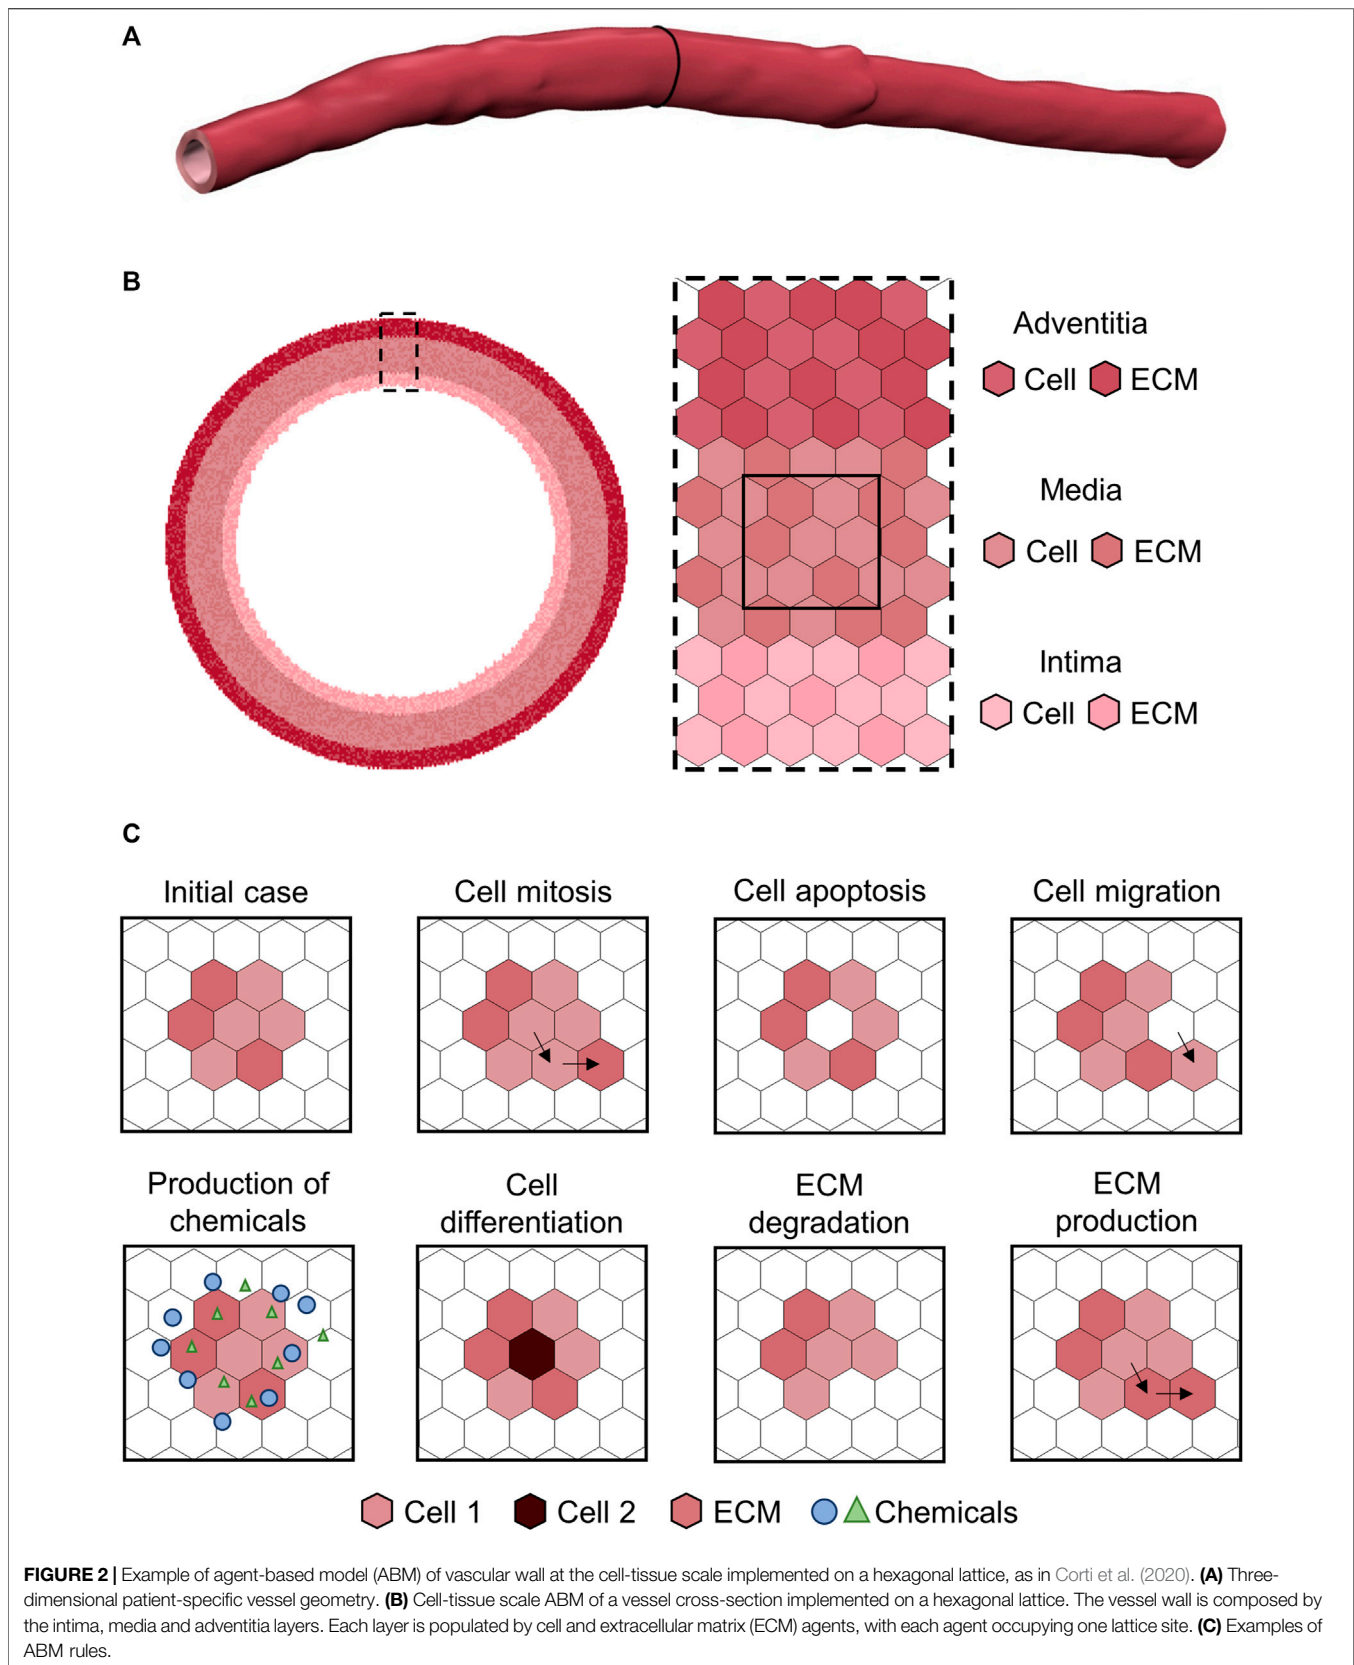 A
B
Adventitia
Cell ECM
Media
Cell ECM
Intima
Cell ECM
C
Initial case Cell mitosis Cell apoptosis Cell migration
Production of chemicals
Cell differentiation
ECM degradation
ECM production
Cell 1 Cell 2 ECM Chemicals
FIGURE 2 | Example of agent-based model (ABM) of vascular wall at the cell-tissue scale implemented on a hexagonal lattice, as in Corti et al. (2020). (A) Three-
dimensional patient-specific vessel geometry. (B) Cell-tissue scale ABM of a vessel cross-section implemented on a hexagonal lattice. The vessel wall is composed by
the intima, media and adventitia layers. Each layer is populated by cell and extracellular matrix (ECM) agents, with each agent occupying one lattice site. (C) Examples of
ABM rules.